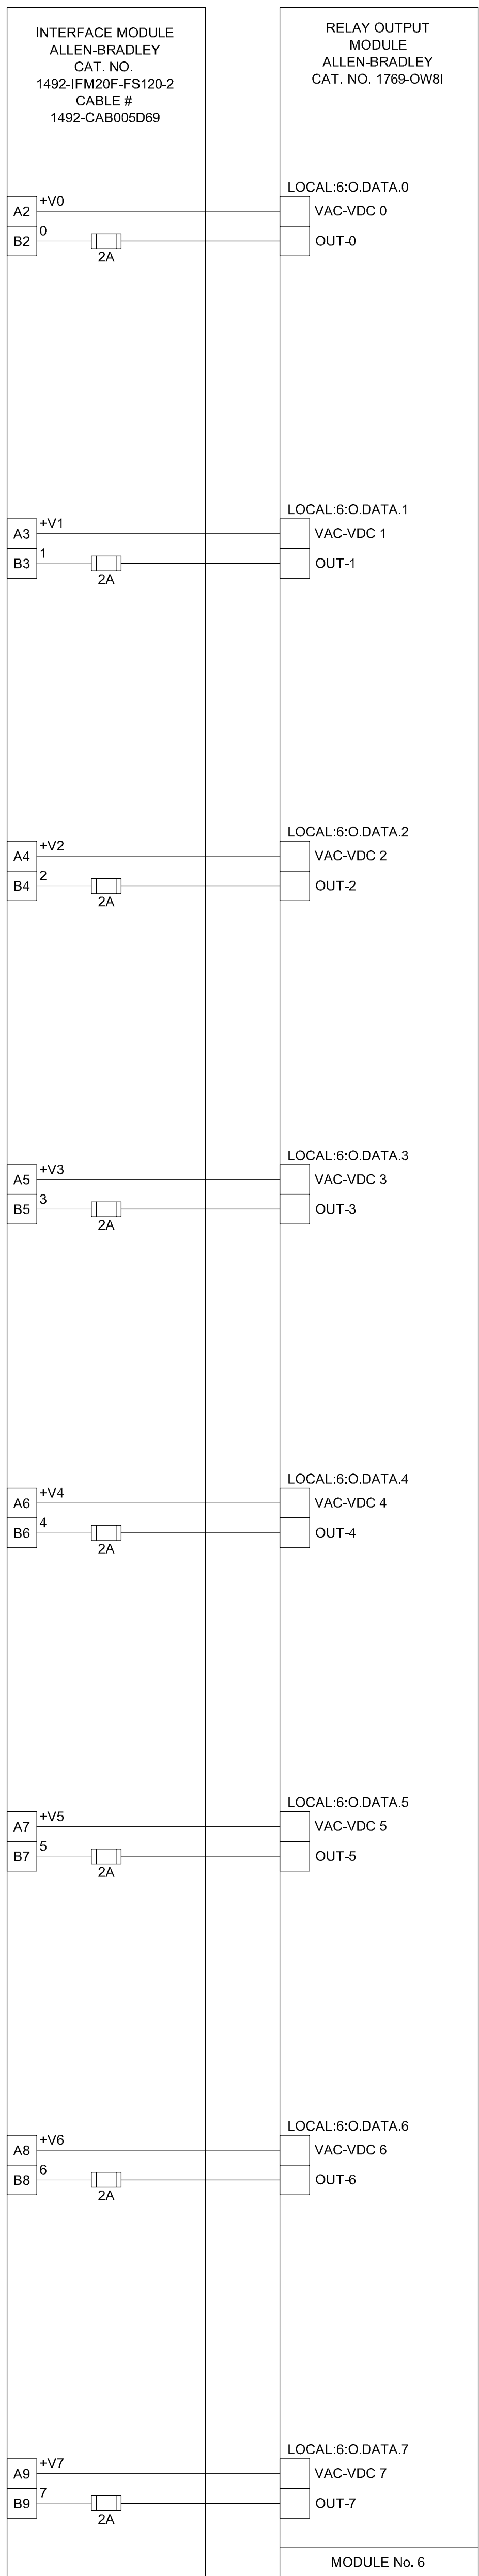 INTERFACE MODULE
ALLEN-BRADLEY
CAT. NO.
1492-IFM20F-FS120-2
CABLE #
1492-CAB005D69
RELAY OUTPUT
MODULE
ALLEN-BRADLEY
CAT. NO. 1769-OW8I
LOCAL:6:O.DATA.0
A2 +V0 VAC-VDC 0
B2 0 OUT-0
2A
LOCAL:6:O.DATA.1
A3 +V1 VAC-VDC 1
B3 1 OUT-1
2A
LOCAL:6:O.DATA.2
A4 +V2 VAC-VDC 2
B4 2 OUT-2
2A
LOCAL:6:O.DATA.3
A5 +V3 VAC-VDC 3
B5 3 OUT-3
2A
LOCAL:6:O.DATA.4
A6 +V4 VAC-VDC 4
B6 4 OUT-4
2A
LOCAL:6:O.DATA.5
A7 +V5 VAC-VDC 5
B7 5 OUT-5
2A
LOCAL:6:O.DATA.6
A8 +V6 VAC-VDC 6
B8 6 OUT-6
2A
LOCAL:6:O.DATA.7
A9 +V7 VAC-VDC 7
B9 7 OUT-7
2A
MODULE No. 6